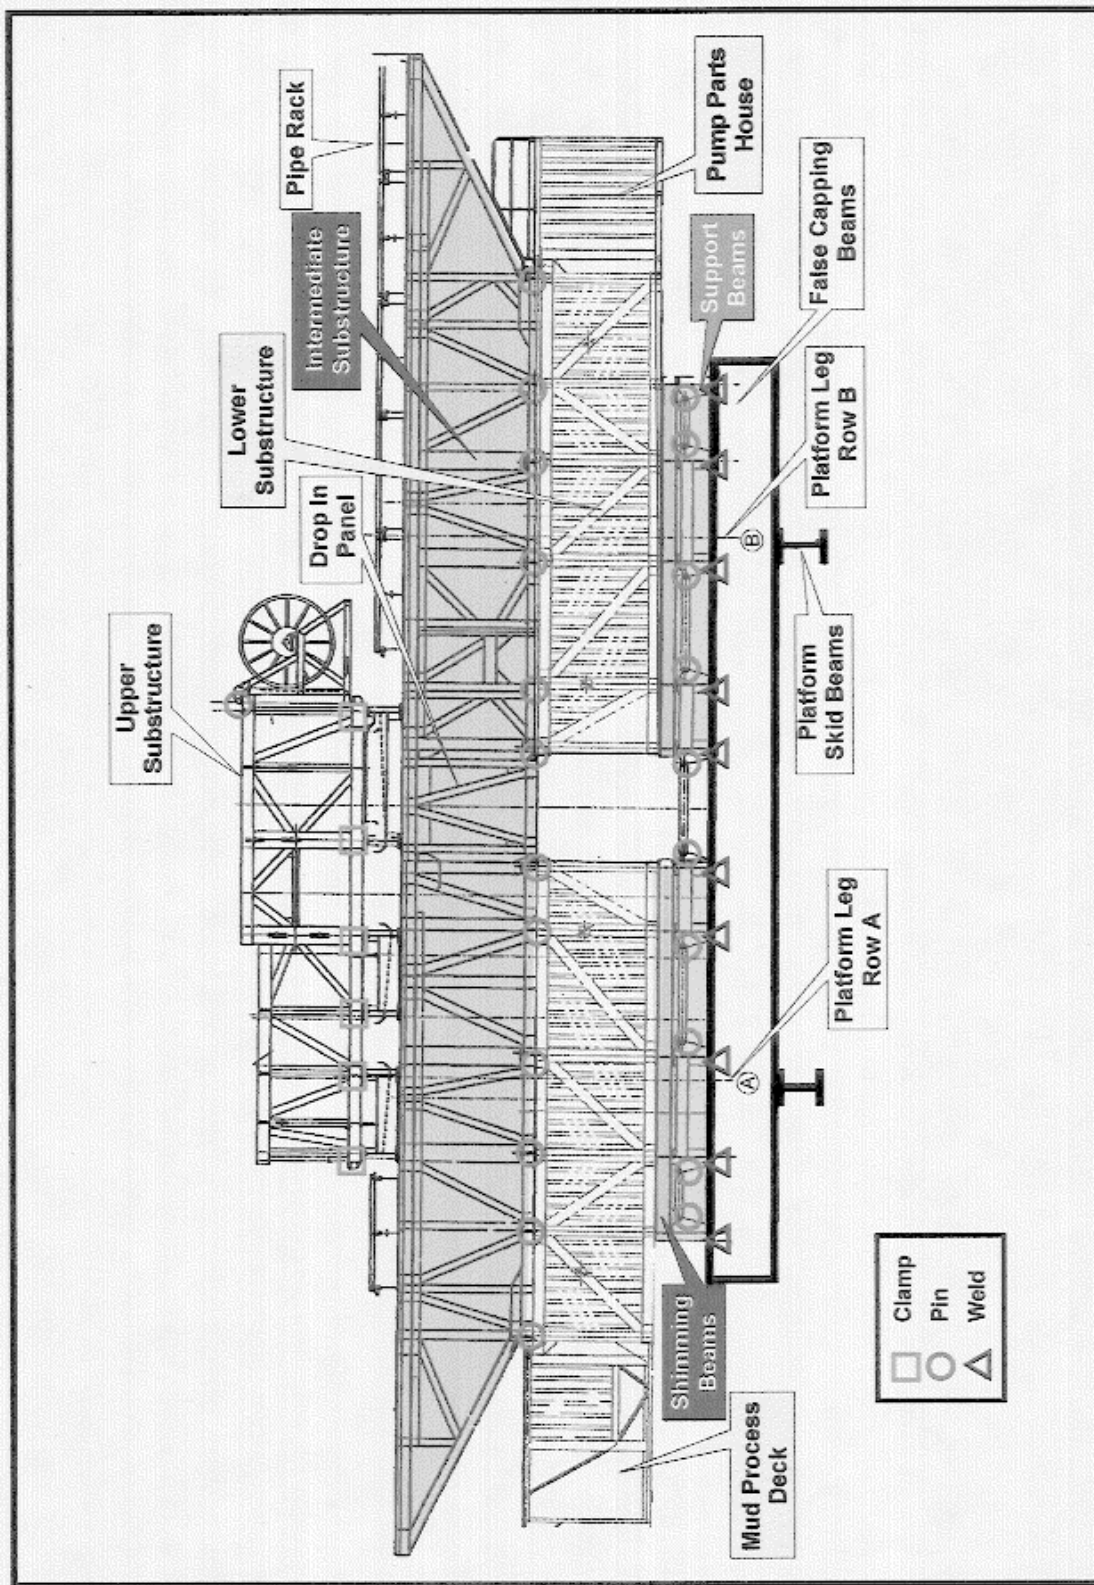 Upper
Substructure
Drop In
Panel
Lower
Substructure
Intermediate
Substructure
Pipe Rack
Mud Process
Deck
Shimming
Beams
Platform Leg
Row A
Platform
Skid Beams
Platform Leg
Row B
False Capping
Beams
Support
Beams
Pump Parts
House
A
B
Clamp
Pin
Weld